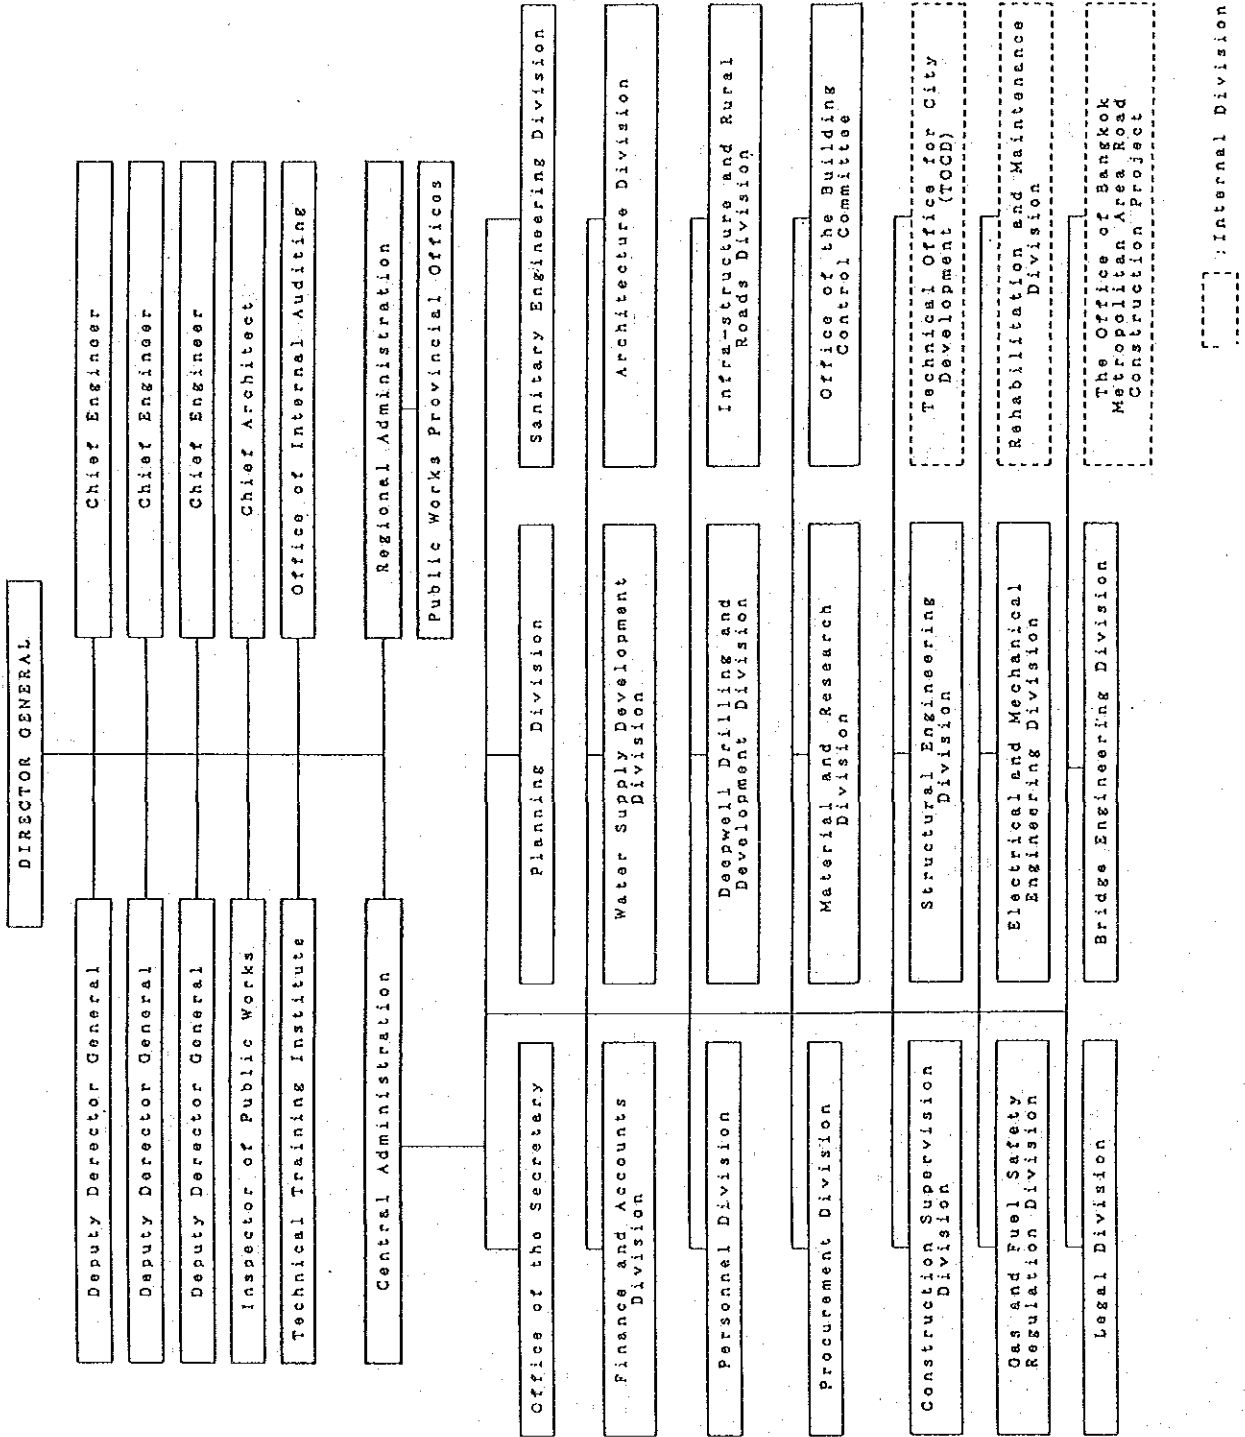 DIRECTOR GENERAL
Deputy Derector General
Chief Engineer
Deputy Derector General
Chief Engineer
Deputy Derector General
Chief Engineer
Inspector of Public Works
Chief Architect
Technical Training Institute
Office of Internal Auditing
Central Administration
Regional Administration
Public Works Provincial Offices
Office of the Secretary
Planning Division
Sanitary Engineering Division
Finance and Accounts
Division
Water Supply Development
Division
Architecture Division
Personnel Division
Deepwell Drilling and
Development Division
Infra-structure and Rural
Roads Division
Procurement Division
Material and Research
Division
Office of the Building
Control Committee
Construction Supervision
Division
Structural Engineering
Division
Technical Office for City
Development (TOCD)
Gas and Fuel Safety
Regulation Division
Electrical and Mechanical
Engineering Division
Rehabilitation and Maintenance
Division
Legal Division
Bridge Engineering Division
The Office of Bangkok
Metropolitan Area Road
Construction Project
:Internal Division